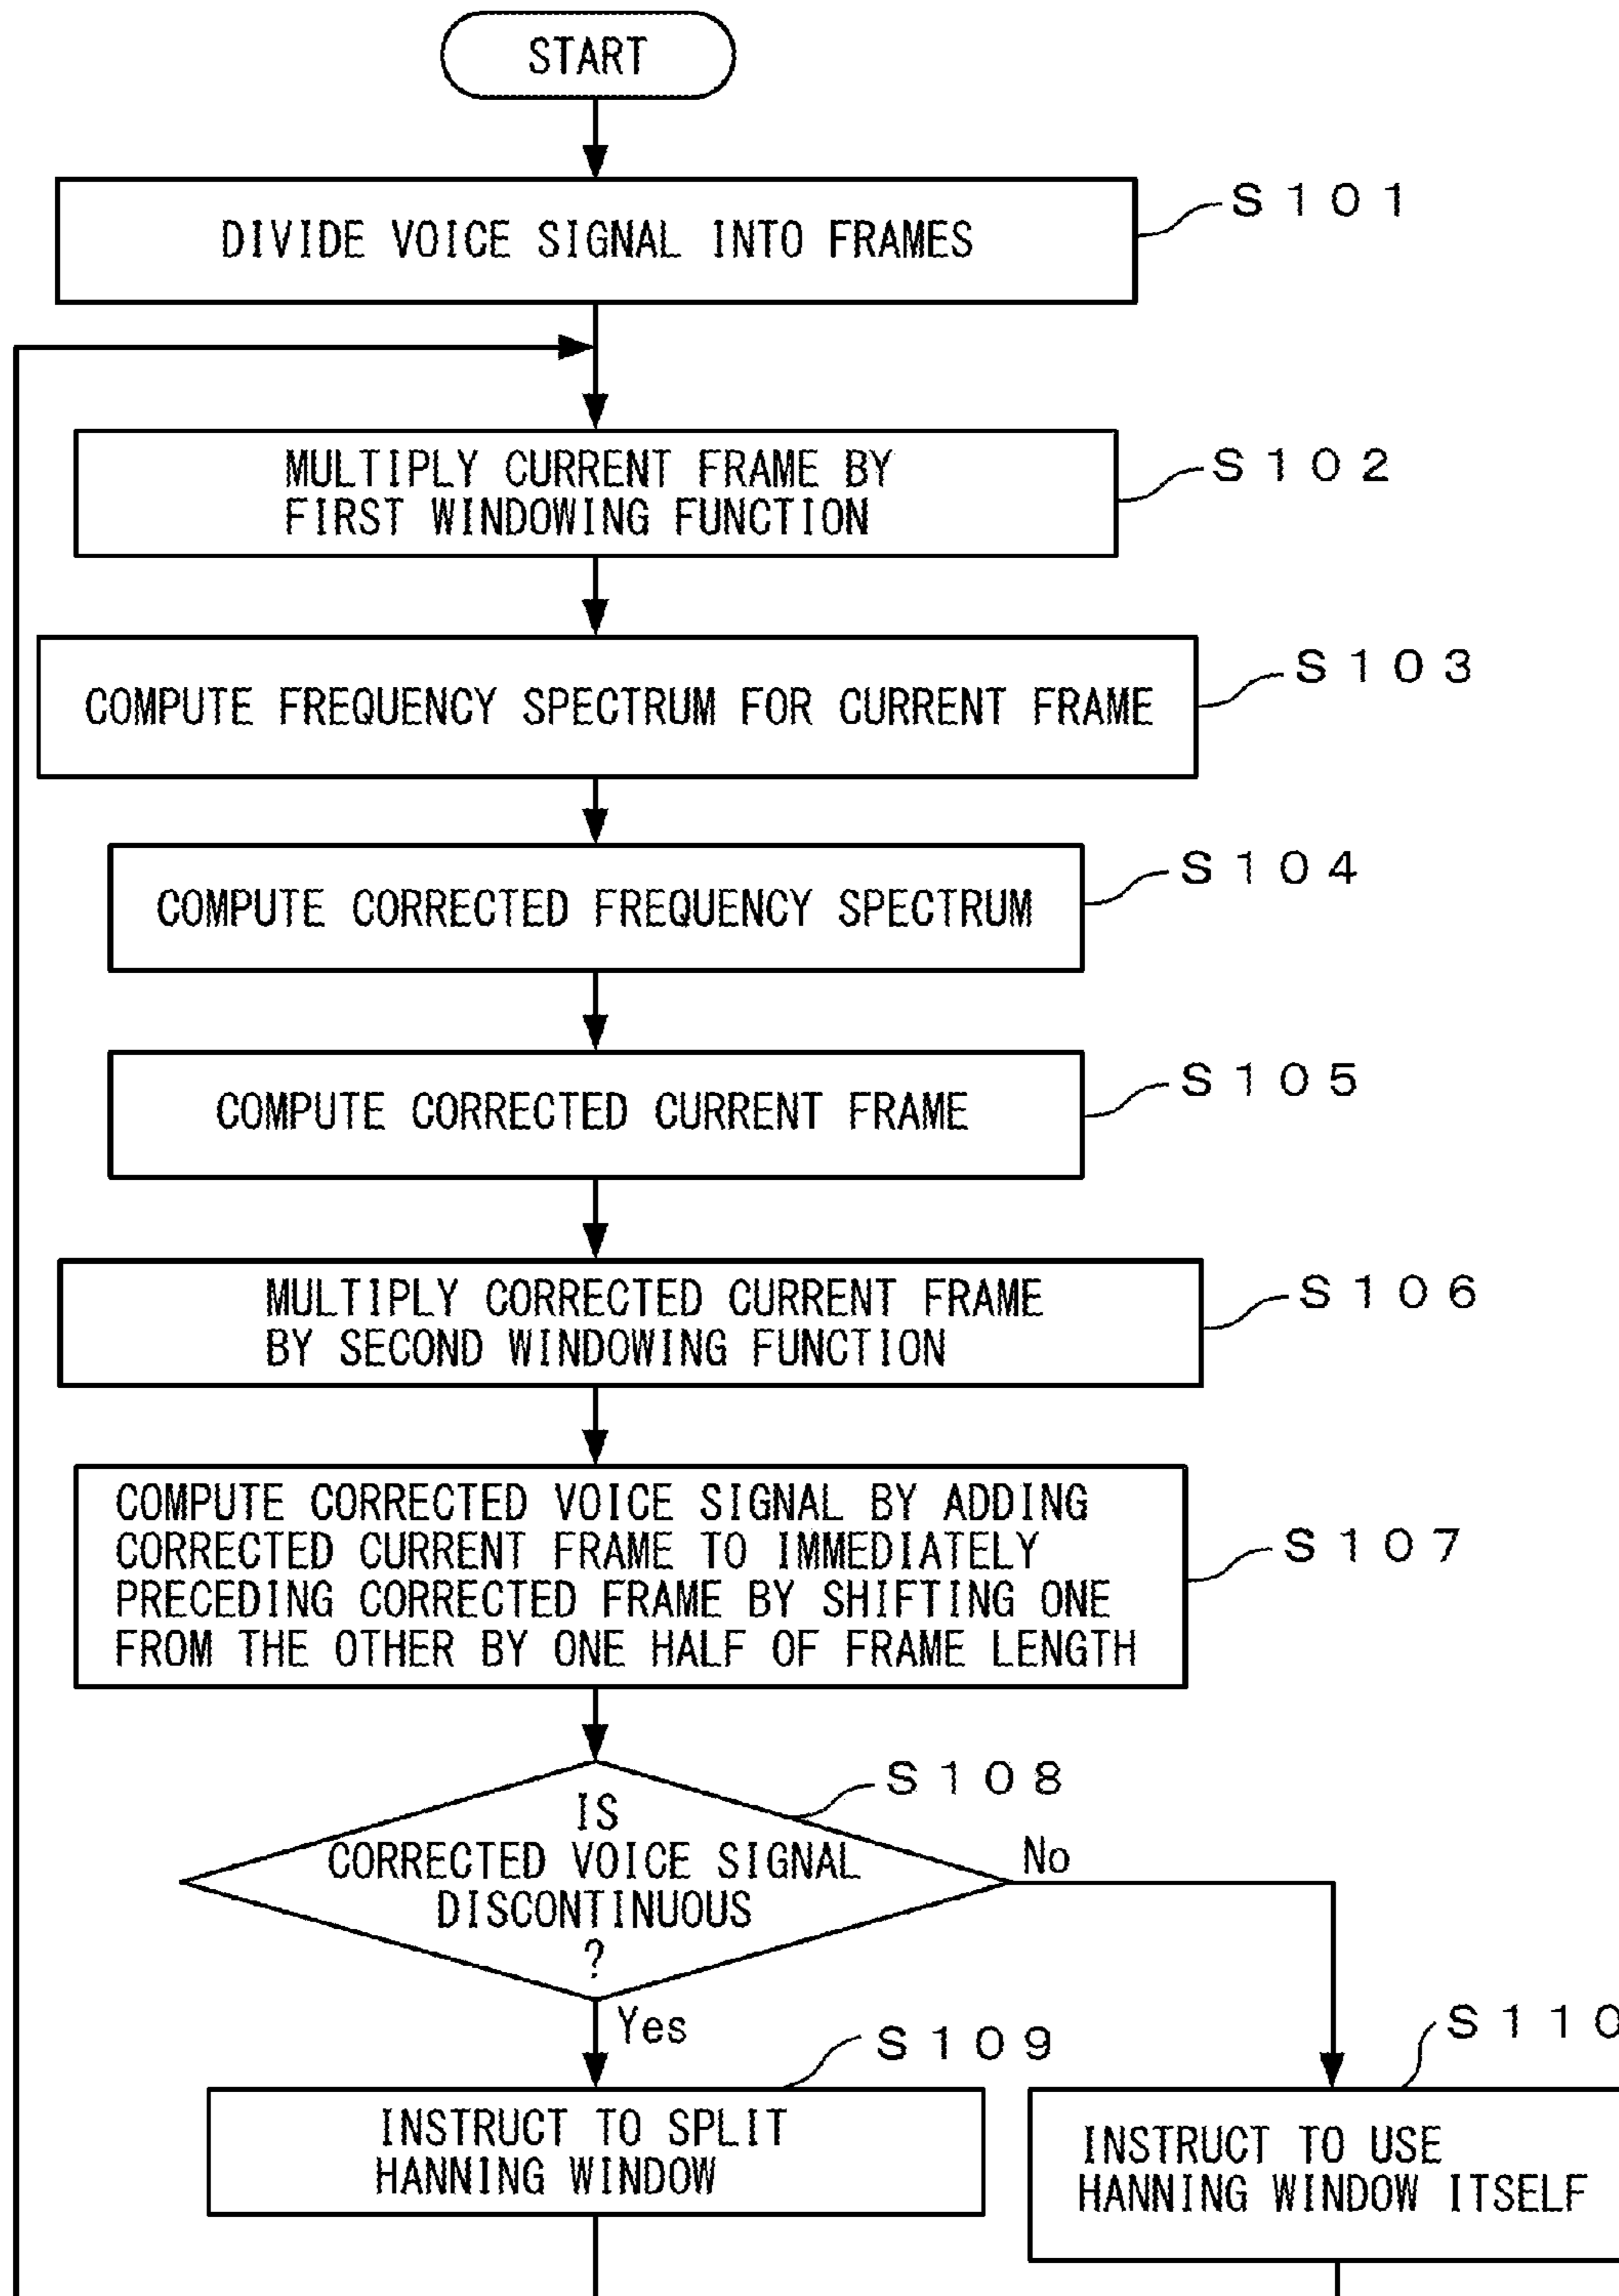 START
S101
DIVIDE VOICE SIGNAL INTO FRAMES
S102
MULTIPLY CURRENT FRAME BY
FIRST WINDOWING FUNCTION
S103
COMPUTE FREQUENCY SPECTRUM FOR CURRENT FRAME
S104
COMPUTE CORRECTED FREQUENCY SPECTRUM
S105
COMPUTE CORRECTED CURRENT FRAME
S106
MULTIPLY CORRECTED CURRENT FRAME
BY SECOND WINDOWING FUNCTION
S107
COMPUTE CORRECTED VOICE SIGNAL BY ADDING
CORRECTED CURRENT FRAME TO IMMEDIATELY
PRECEDING CORRECTED FRAME BY SHIFTING ONE
FROM THE OTHER BY ONE HALF OF FRAME LENGTH
S108
IS
CORRECTED VOICE SIGNAL
DISCONTINUOUS
?
No
Yes
S109
INSTRUCT TO SPLIT
HANNING WINDOW
S110
INSTRUCT TO USE
HANNING WINDOW ITSELF